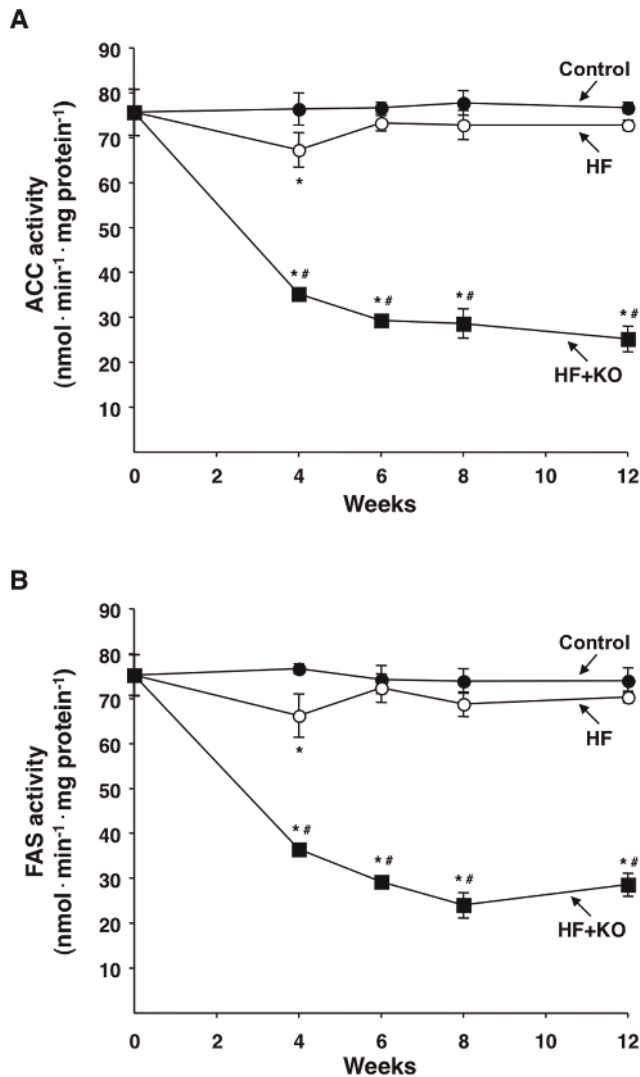 A
90
80
70
60
50
40
30
20
10
ACC activity
(nmol · min⁻¹ · mg protein⁻¹)
Control
HF
*
* #
* #
* #
* #
HF+KO
0 2 4 6 8 10 12
Weeks
B
90
80
70
60
50
40
30
20
10
FAS activity
(nmol · min⁻¹ · mg protein⁻¹)
Control
HF
*
* #
* #
* #
* #
HF+KO
0 2 4 6 8 10 12
Weeks